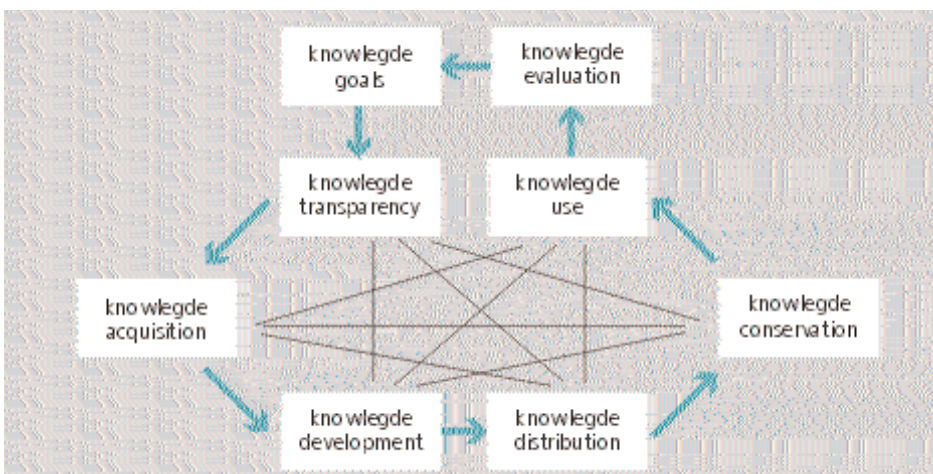 knowlegde
goals
knowlegde
evaluation
knowlegde
transparency
knowlegde
use
knowlegde
acquisition
knowlegde
conservation
knowlegde
development
knowlegde
distribution